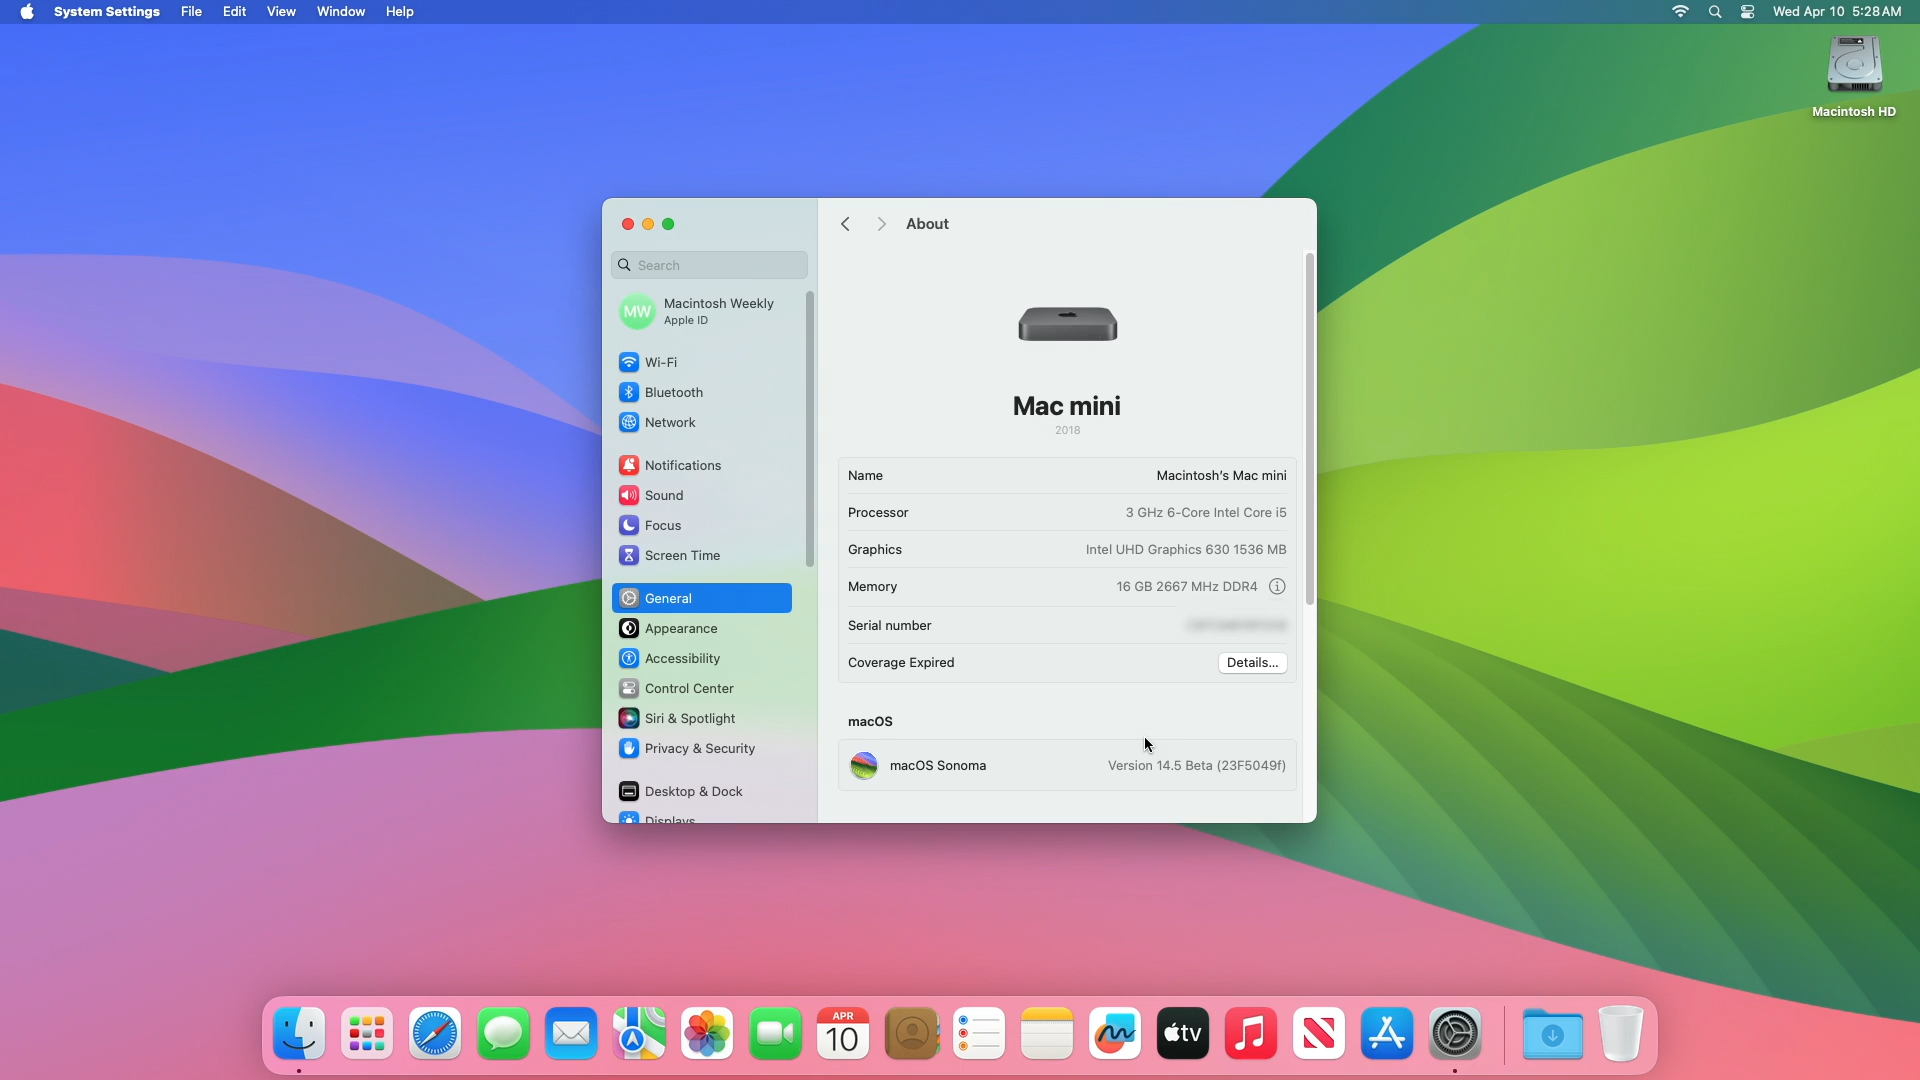 System Settings File Edit View Window Help
Wed Apr 10 5:28 AM
Macintosh HD
About
Search
MW
Macintosh Weekly
Apple ID
Wi-Fi
Bluetooth
Network
Notifications
Sound
Focus
Screen Time
General
Appearance
Accessibility
Control Center
Siri & Spotlight
Privacy & Security
Desktop & Dock
Displays
Mac mini
2018
Name Macintosh's Mac mini
Processor 3 GHz 6-Core Intel Core i5
Graphics Intel UHD Graphics 630 1536 MB
Memory 16 GB 2667 MHz DDR4
Serial number
Coverage Expired Details...
macOS
macOS Sonoma Version 14.5 Beta (23F5049f)
APR
10
tv